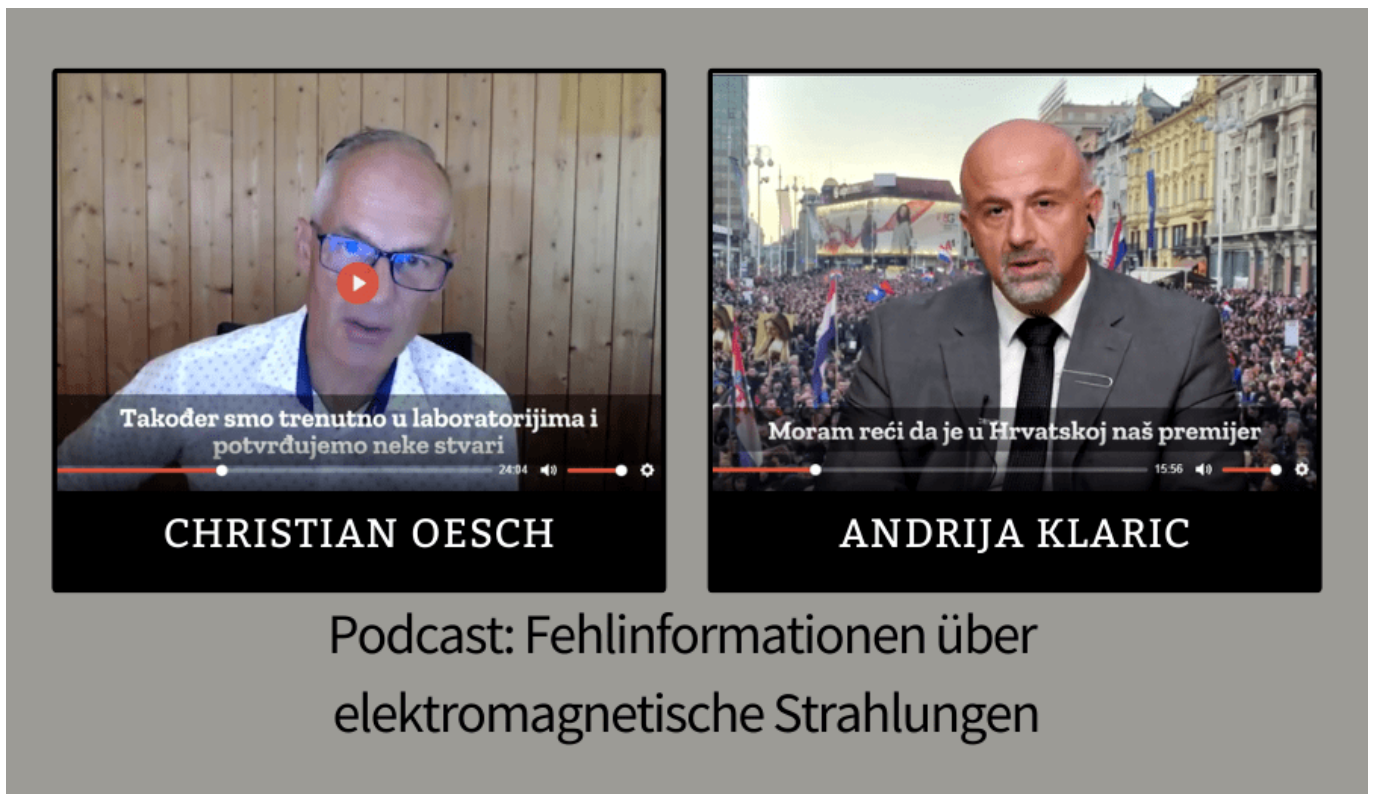 Također smo trenutno u laboratorijima i
potvrđujemo neke stvari
24:04
CHRISTIAN OESCH
Moram reći da je u Hrvatskoj naš premijer
15:56
ANDRIJA KLARIC
Podcast: Fehlinformationen über
elektromagnetische Strahlungen